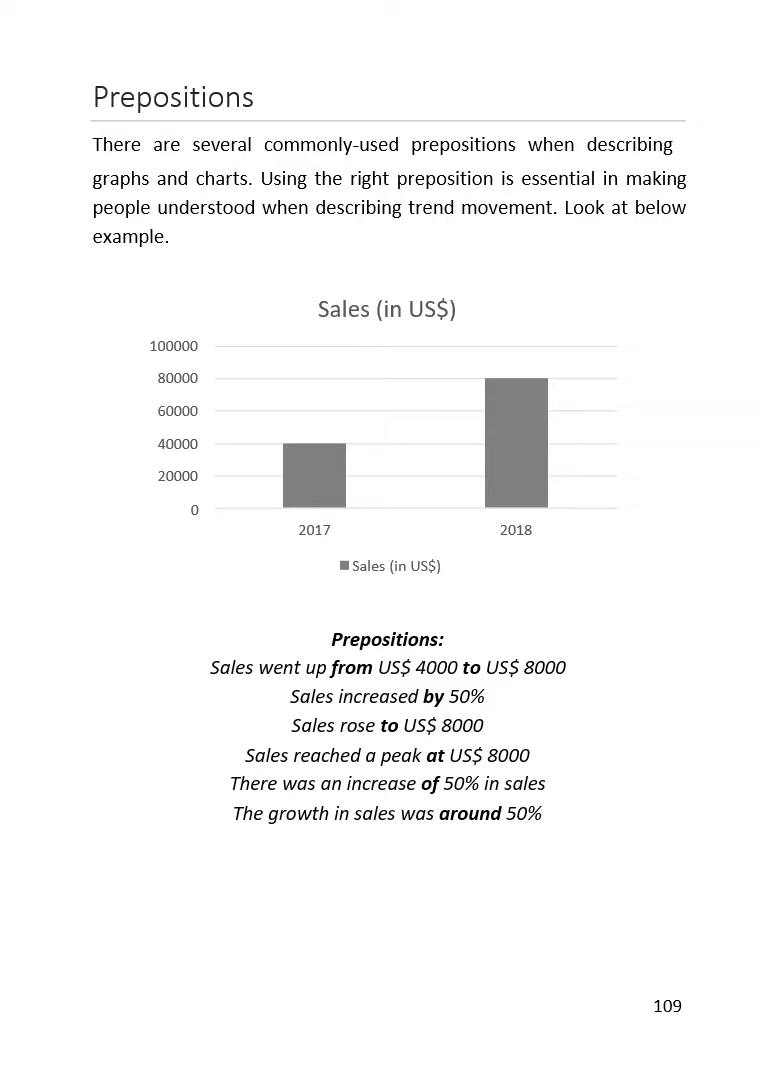 Prepositions
There are several commonly-used prepositions when describing
graphs and charts. Using the right preposition is essential in making
people understood when describing trend movement. Look at below
example.
Sales (in US$)
100000
80000
60000
40000
20000
0
2017 2018
Sales (in US$)
Prepositions:
Sales went up from US$ 4000 to US$ 8000
Sales increased by 50%
Sales rose to US$ 8000
Sales reached a peak at US$ 8000
There was an increase of 50% in sales
The growth in sales was around 50%
109